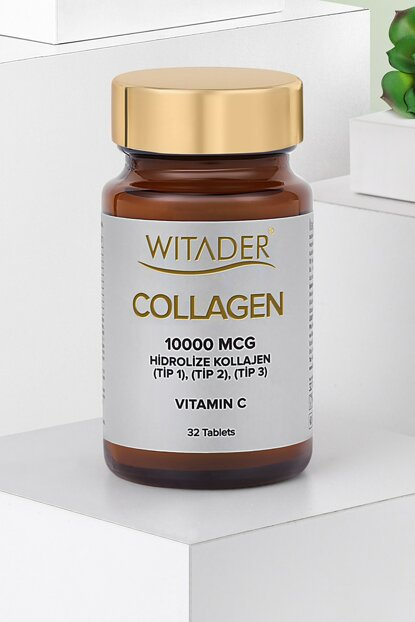 WITADER
COLLAGEN
10000 MCG
HİDROLİZE KOLLAJEN
(TİP 1), (TİP 2), (TİP 3)
VITAMIN C
32 Tablets